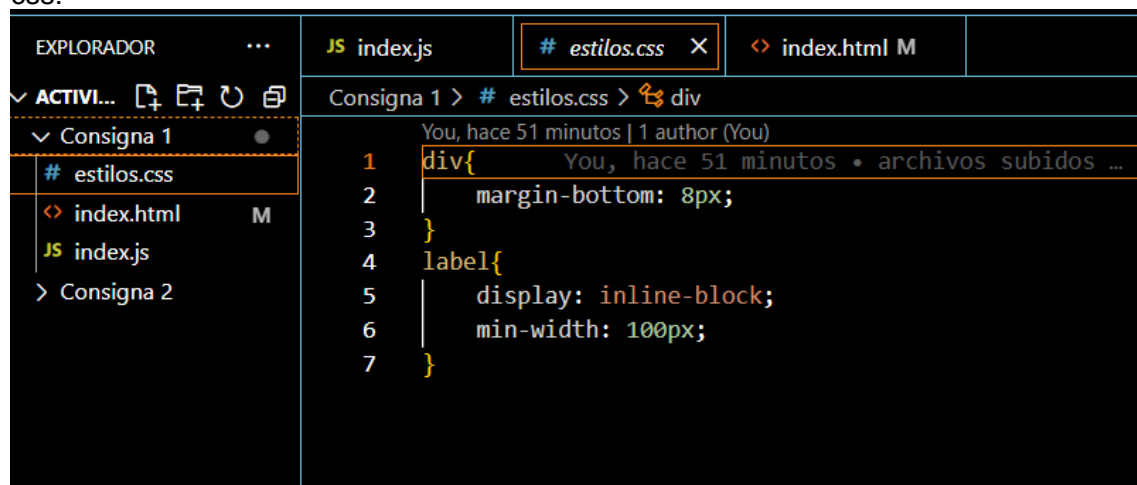 css.
EXPLORADOR ...
JS index.js # estilos.css × <> index.html M
ACTIVI...
Consigna 1 > # estilos.css > div
Consigna 1
# estilos.css
<> index.html M
JS index.js
> Consigna 2
You, hace 51 minutos | 1 author (You)
1 div{ You, hace 51 minutos • archivos subidos …
2 margin-bottom: 8px;
3 }
4 label{
5 display: inline-block;
6 min-width: 100px;
7 }